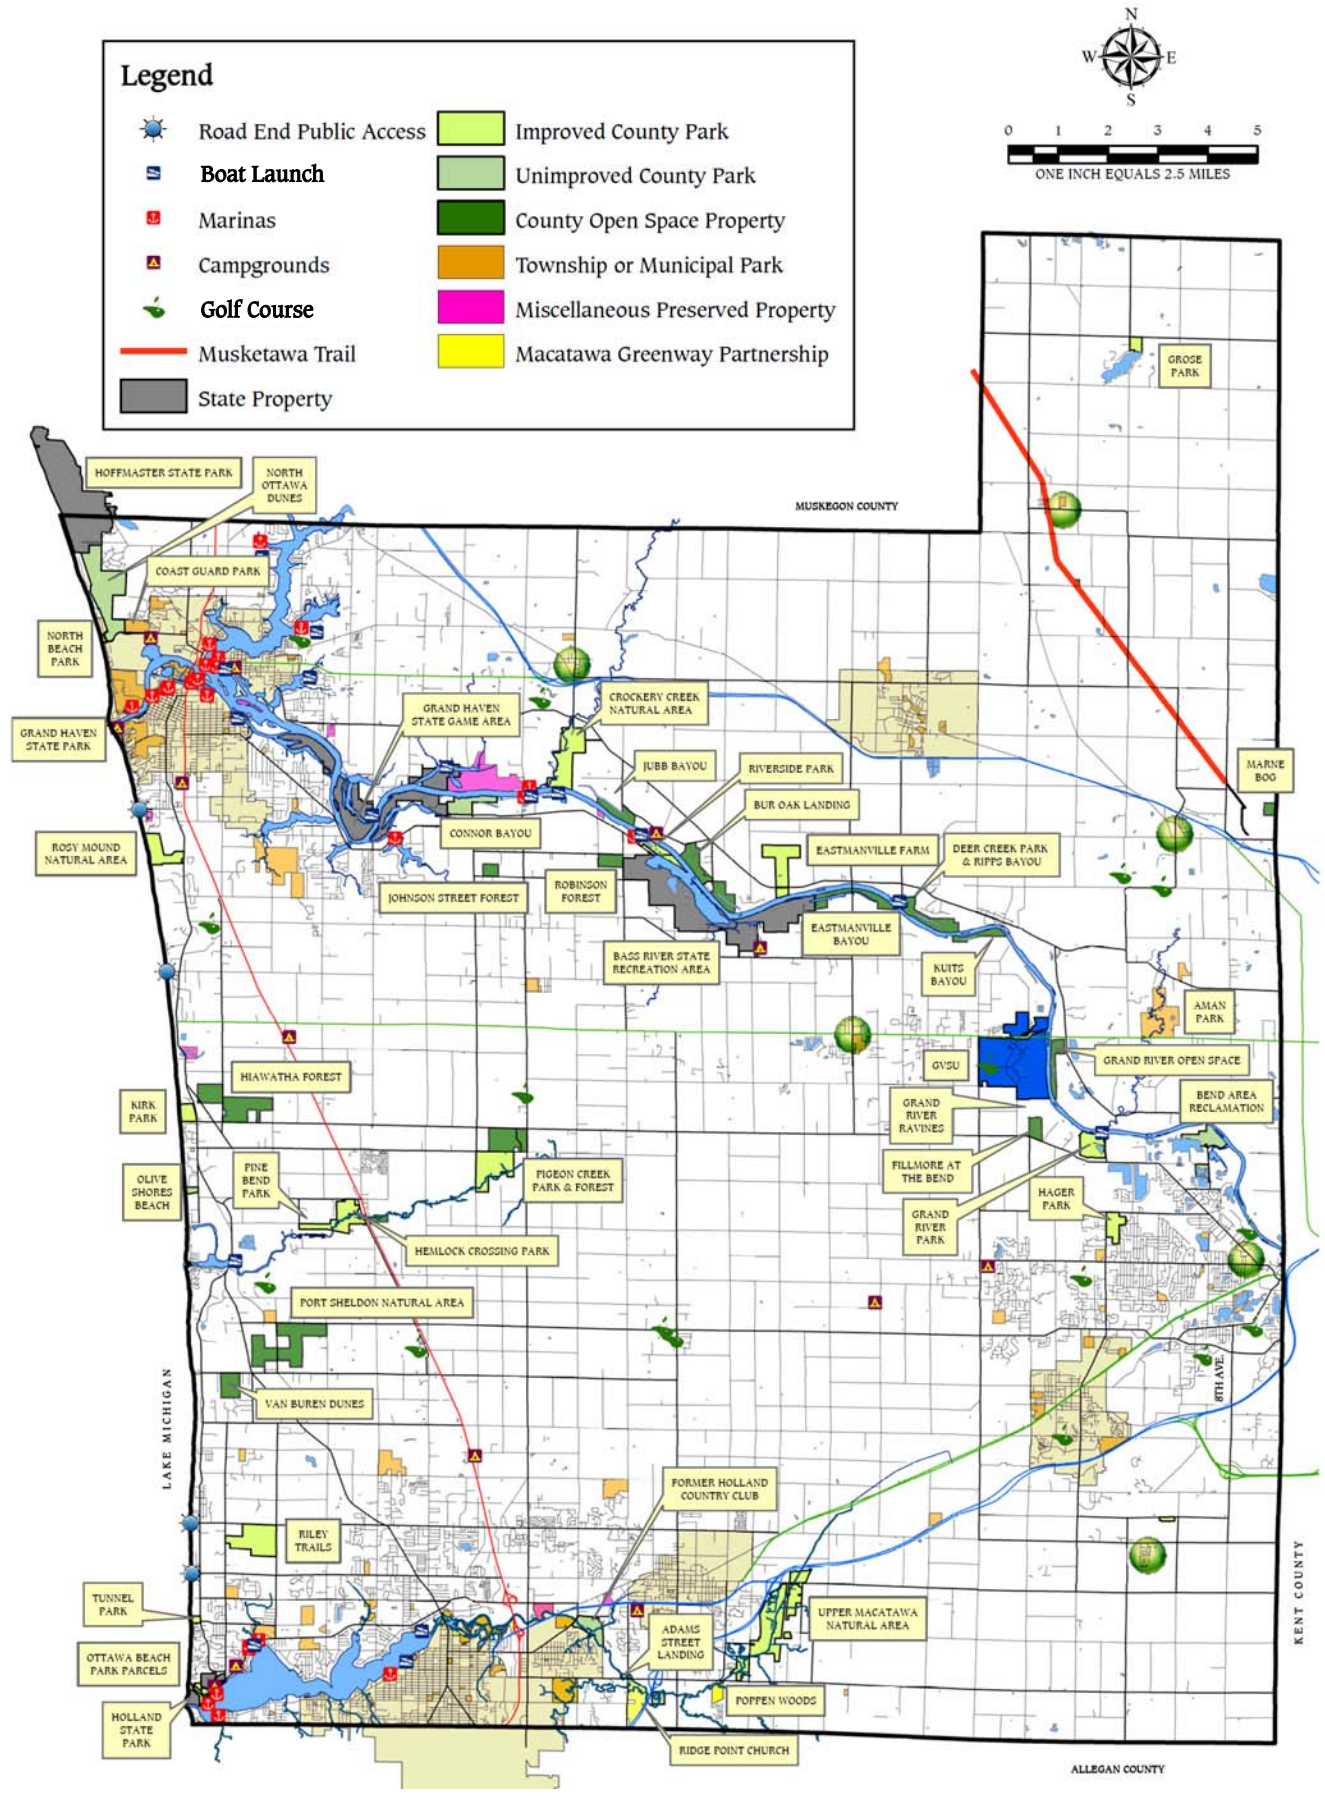 N
W
E
S
0 1 2 3 4 5
ONE INCH EQUALS 2.5 MILES
Legend
Road End Public Access
Boat Launch
Marinas
Campgrounds
Golf Course
Musketawa Trail
State Property
Improved County Park
Unimproved County Park
County Open Space Property
Township or Municipal Park
Miscellaneous Preserved Property
Macatawa Greenway Partnership
GROSE
PARK
HOFFMASTER STATE PARK
NORTH
OTTAWA
DUNES
MUSKEGON COUNTY
COAST GUARD PARK
NORTH
BEACH
PARK
GRAND HAVEN
STATE PARK
GRAND HAVEN
STATE GAME AREA
CROCKERY CREEK
NATURAL AREA
JUBB BAYOU
RIVERSIDE PARK
BUR OAK LANDING
MARNE
BOG
ROSY MOUND
NATURAL AREA
CONNOR BAYOU
EASTMANVILLE FARM
DEER CREEK PARK
& RIPPS BAYOU
JOHNSON STREET FOREST
ROBINSON
FOREST
EASTMANVILLE
BAYOU
BASS RIVER STATE
RECREATION AREA
KUITS
BAYOU
AMAN
PARK
GVSU
GRAND RIVER OPEN SPACE
HIAWATHA FOREST
KIRK
PARK
GRAND
RIVER
RAVINES
BEND AREA
RECLAMATION
OLIVE
SHORES
BEACH
PINE
BEND
PARK
PIGEON CREEK
PARK & FOREST
FILLMORE AT
THE BEND
HAGER
PARK
GRAND
RIVER
PARK
HEMLOCK CROSSING PARK
PORT SHELDON NATURAL AREA
8TH AVE.
VAN BUREN DUNES
LAKE MICHIGAN
FORMER HOLLAND
COUNTRY CLUB
RILEY
TRAILS
KENT COUNTY
TUNNEL
PARK
UPPER MACATAWA
NATURAL AREA
ADAMS
STREET
LANDING
OTTAWA BEACH
PARK PARCELS
POPPEN WOODS
HOLLAND
STATE
PARK
RIDGE POINT CHURCH
ALLEGAN COUNTY